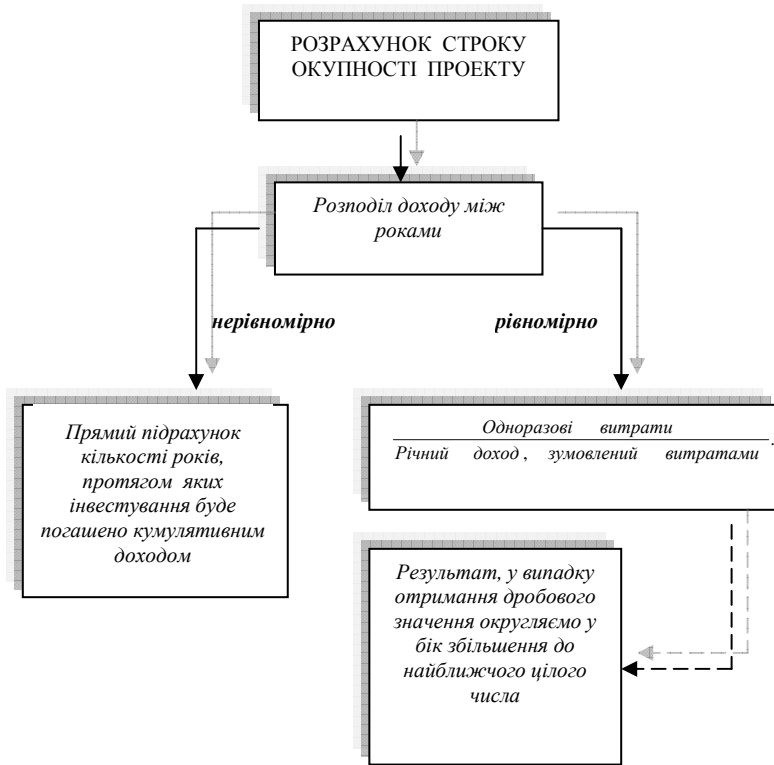 РОЗРАХУНОК СТРОКУ
ОКУПНОСТІ ПРОЕКТУ
Розподіл доходу між
роками
нерівномірно
рівномірно
Прямий підрахунок
кількості років,
протягом яких
інвестування буде
погашено кумулятивним
доходом
Одноразові витрати
Річний доход , зумовлений витратами .
Результат, у випадку
отримання дробового
значення округляємо у
бік збільшення до
найближчого цілого
числа